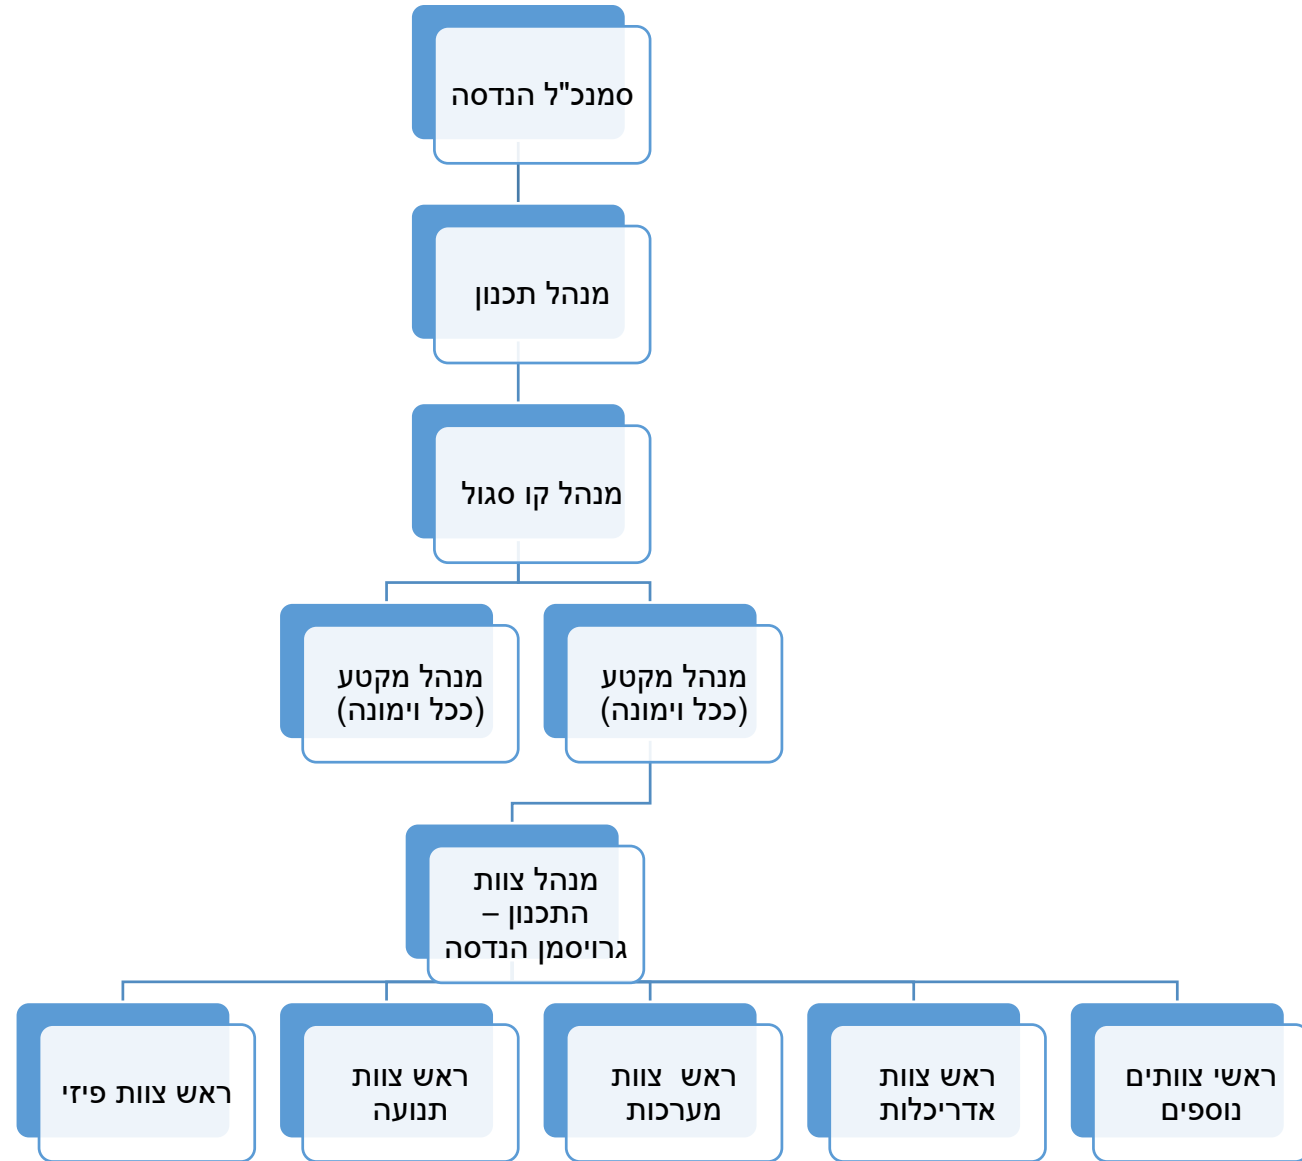 סמנכ"ל הנדסה
מנהל תכנון
מנהל קו סגול
מנהל מקטע
(ככל וימונה)
מנהל מקטע
(ככל וימונה)
מנהל צוות
התכנון –
גרויסמן הנדסה
ראשי צוותים
נוספים
ראש צוות
אדריכלות
ראש צוות
מערכות
ראש צוות
תנועה
ראש צוות פיזי